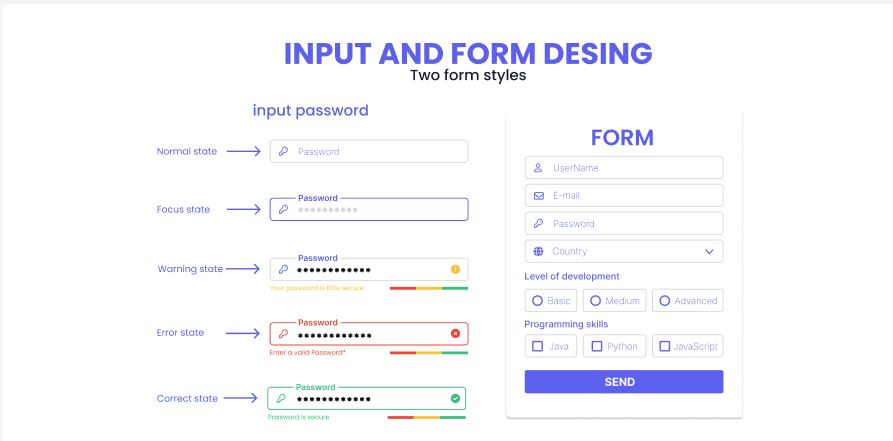 INPUT AND FORM DESING
Two form styles
input password
Normal state
Password
Focus state
Password
Warning state
Password
Your password is little secure
Error state
Password
Enter a valid Password*
Correct state
Password
Password is secure
FORM
UserName
E-mail
Password
Country
Level of development
Basic Medium Advanced
Programming skills
Java Python JavaScript
SEND